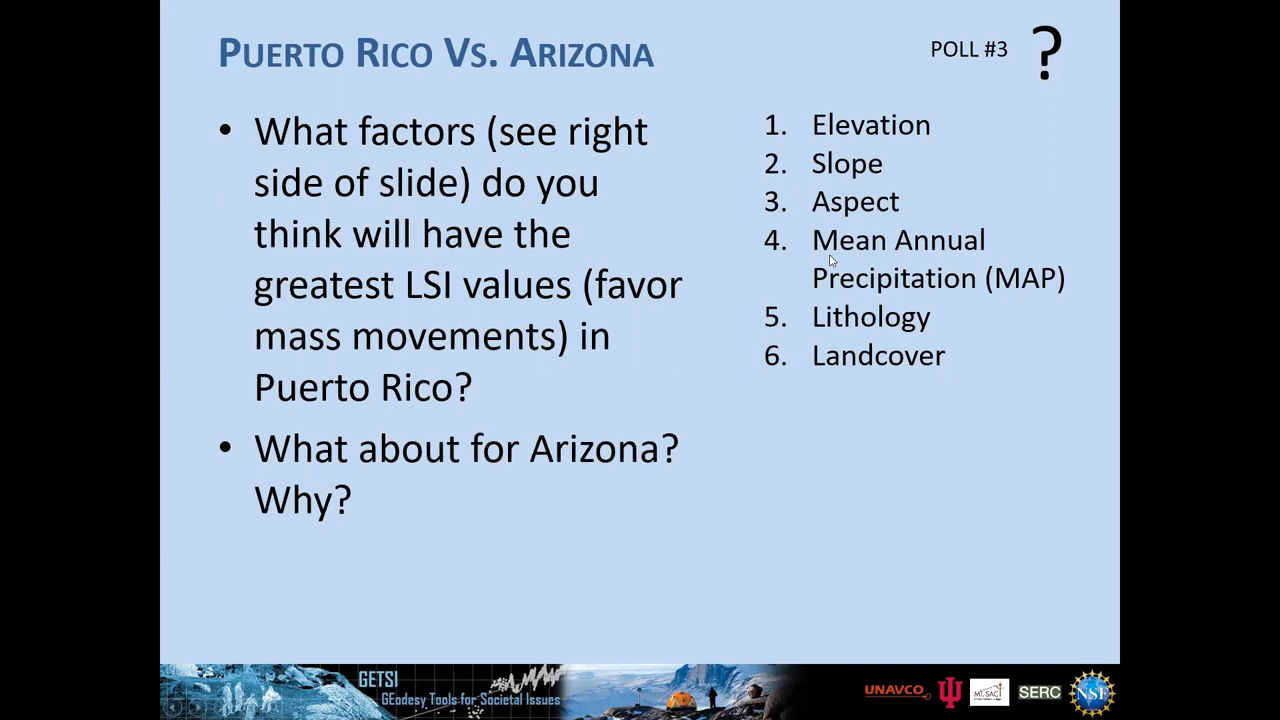 PUERTO RICO VS. ARIZONA
POLL #3 ?
• What factors (see right
side of slide) do you
think will have the
greatest LSI values (favor
mass movements) in
Puerto Rico?
• What about for Arizona?
Why?
1. Elevation
2. Slope
3. Aspect
4. Mean Annual
Precipitation (MAP)
5. Lithology
6. Landcover
GETSI
GEodesy Tools for Societal Issues
UNAVCO
MT. SAC
SERC
NSF